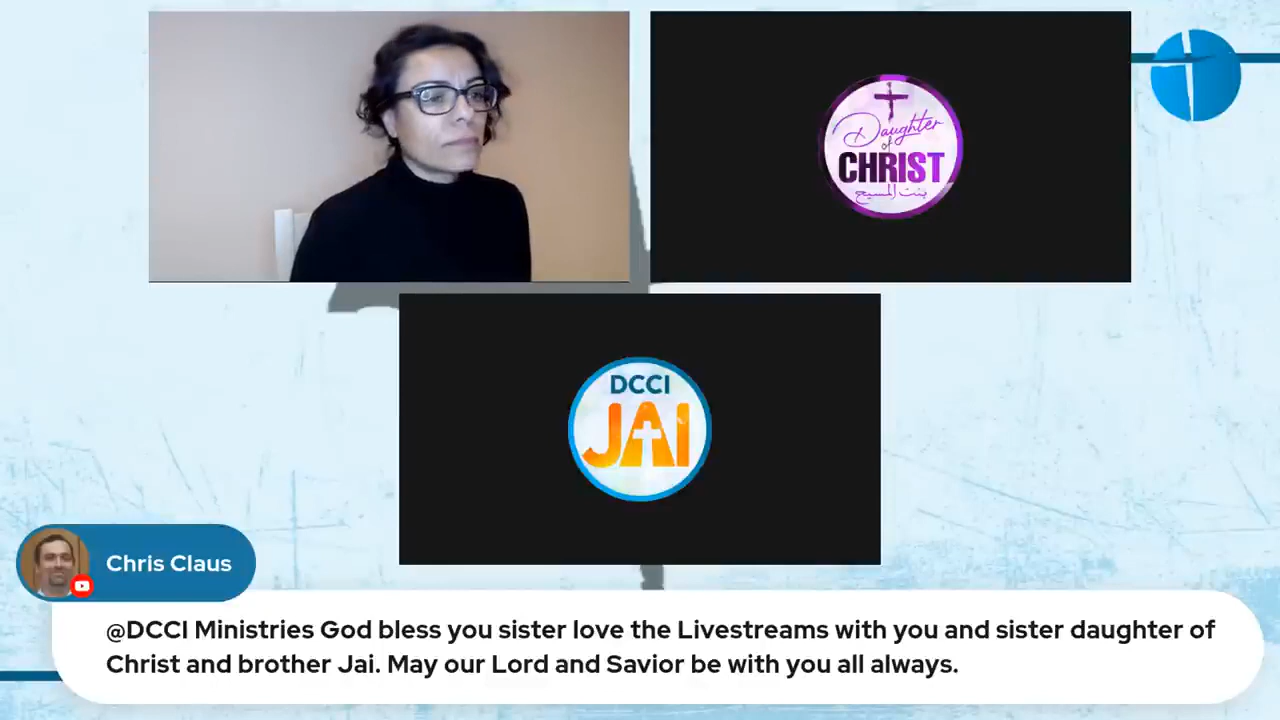 Daughter
of
CHRIST
بنت المسيح
DCCI
JAI
Chris Claus
@DCCI Ministries God bless you sister love the Livestreams with you and sister daughter of
Christ and brother Jai. May our Lord and Savior be with you all always.